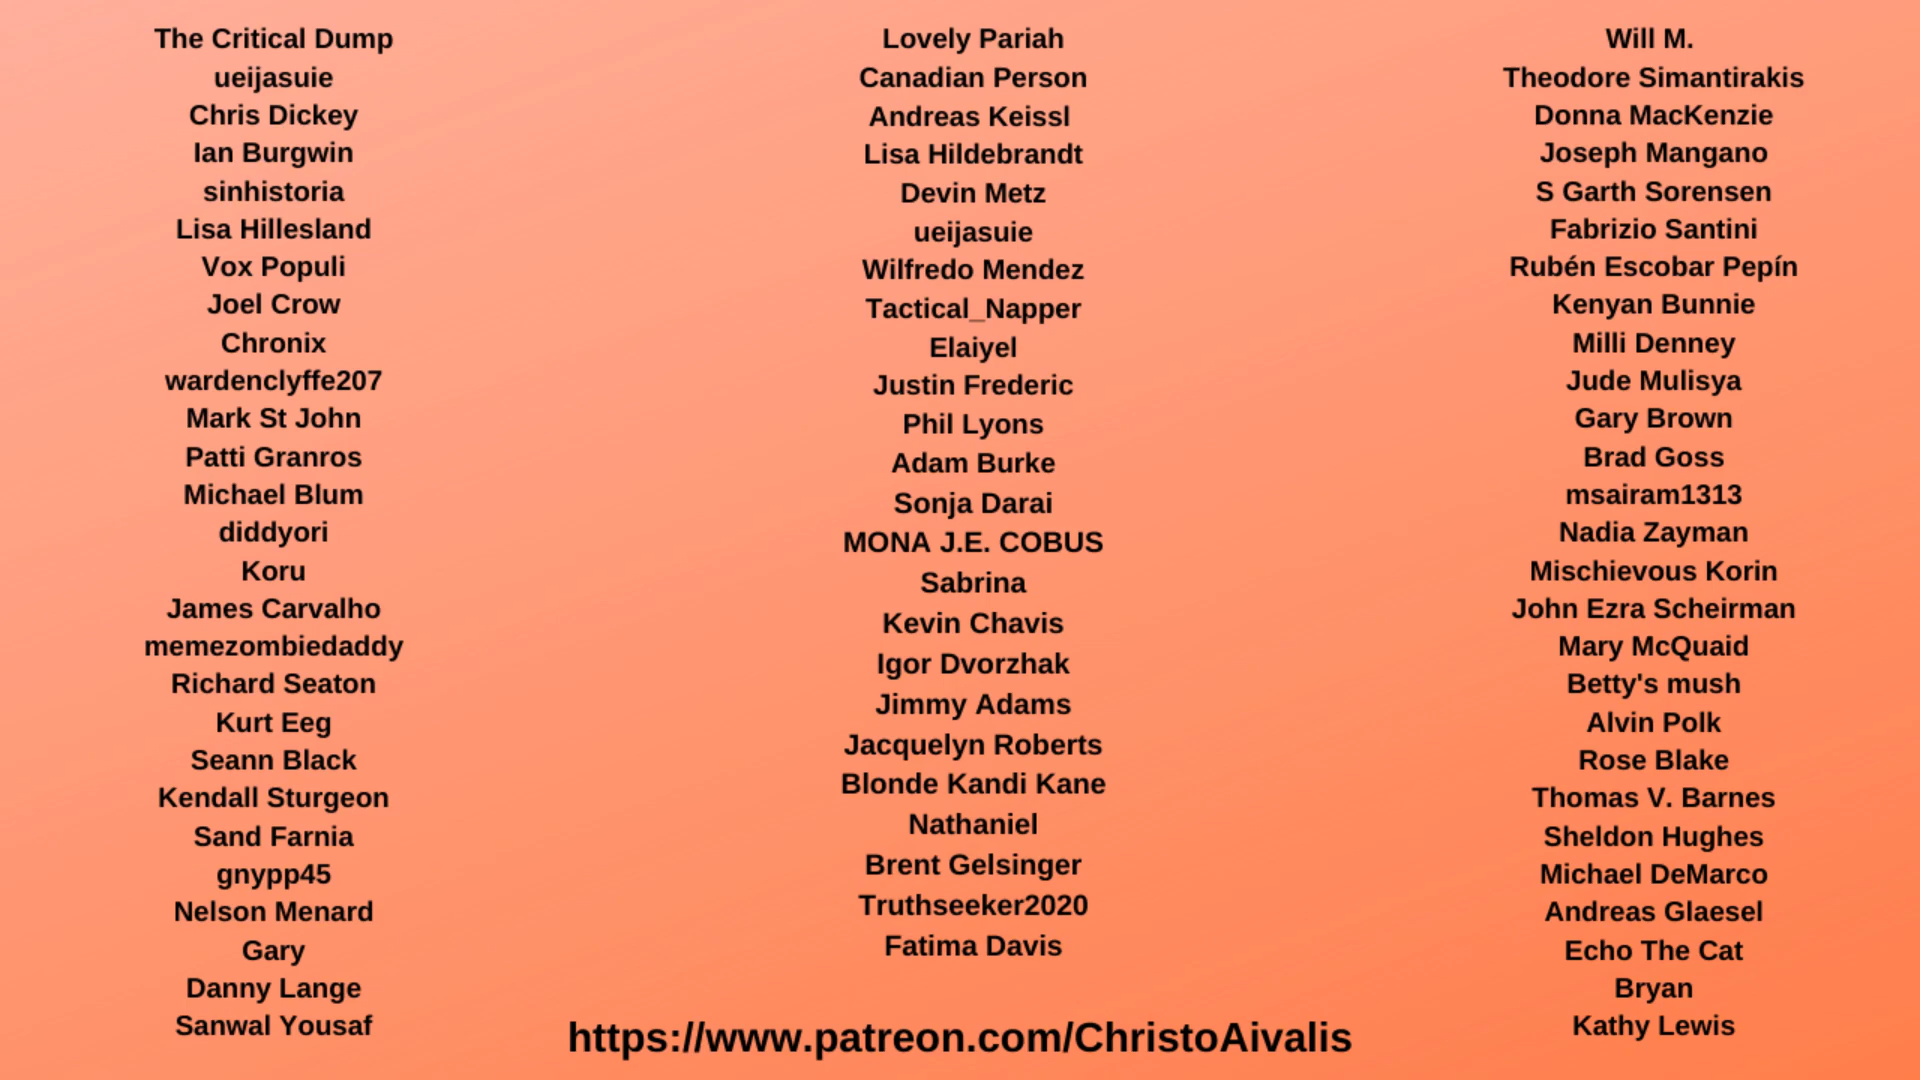 The Critical Dump
ueijasuie
Chris Dickey
Ian Burgwin
sinhistoria
Lisa Hillesland
Vox Populi
Joel Crow
Chronix
wardenclyffe207
Mark St John
Patti Granros
Michael Blum
diddyori
Koru
James Carvalho
memezombiedaddy
Richard Seaton
Kurt Eeg
Seann Black
Kendall Sturgeon
Sand Farnia
gnypp45
Nelson Menard
Gary
Danny Lange
Sanwal Yousaf
Lovely Pariah
Canadian Person
Andreas Keissl
Lisa Hildebrandt
Devin Metz
ueijasuie
Wilfredo Mendez
Tactical_Napper
Elaiyel
Justin Frederic
Phil Lyons
Adam Burke
Sonja Darai
MONA J.E. COBUS
Sabrina
Kevin Chavis
Igor Dvorzhak
Jimmy Adams
Jacquelyn Roberts
Blonde Kandi Kane
Nathaniel
Brent Gelsinger
Truthseeker2020
Fatima Davis
Will M.
Theodore Simantirakis
Donna MacKenzie
Joseph Mangano
S Garth Sorensen
Fabrizio Santini
Rubén Escobar Pepín
Kenyan Bunnie
Milli Denney
Jude Mulisya
Gary Brown
Brad Goss
msairam1313
Nadia Zayman
Mischievous Korin
John Ezra Scheirman
Mary McQuaid
Betty's mush
Alvin Polk
Rose Blake
Thomas V. Barnes
Sheldon Hughes
Michael DeMarco
Andreas Glaesel
Echo The Cat
Bryan
Kathy Lewis
https://www.patreon.com/ChristoAivalis